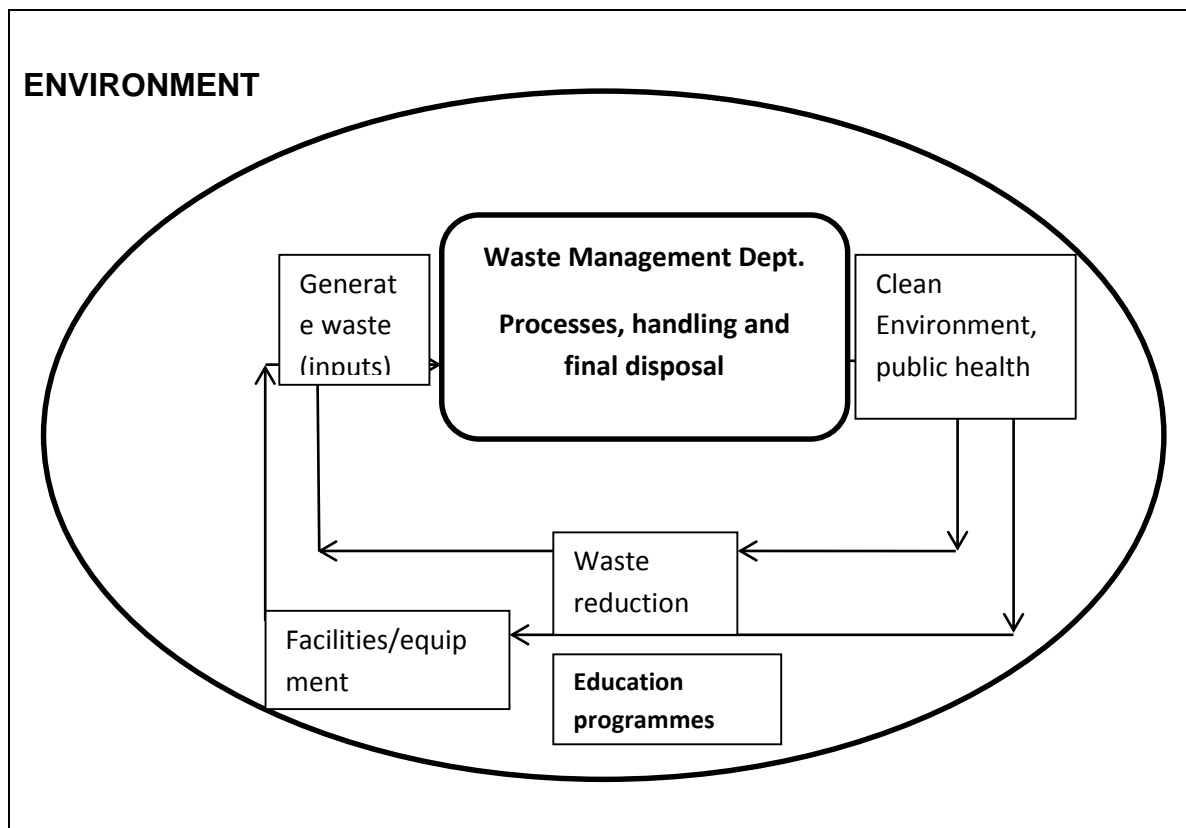 ENVIRONMENT
Waste Management Dept.
Processes, handling and
final disposal
Generat
e waste
(inputs)
Clean
Environment,
public health
Waste
reduction
Facilities/equip
ment
Education
programmes